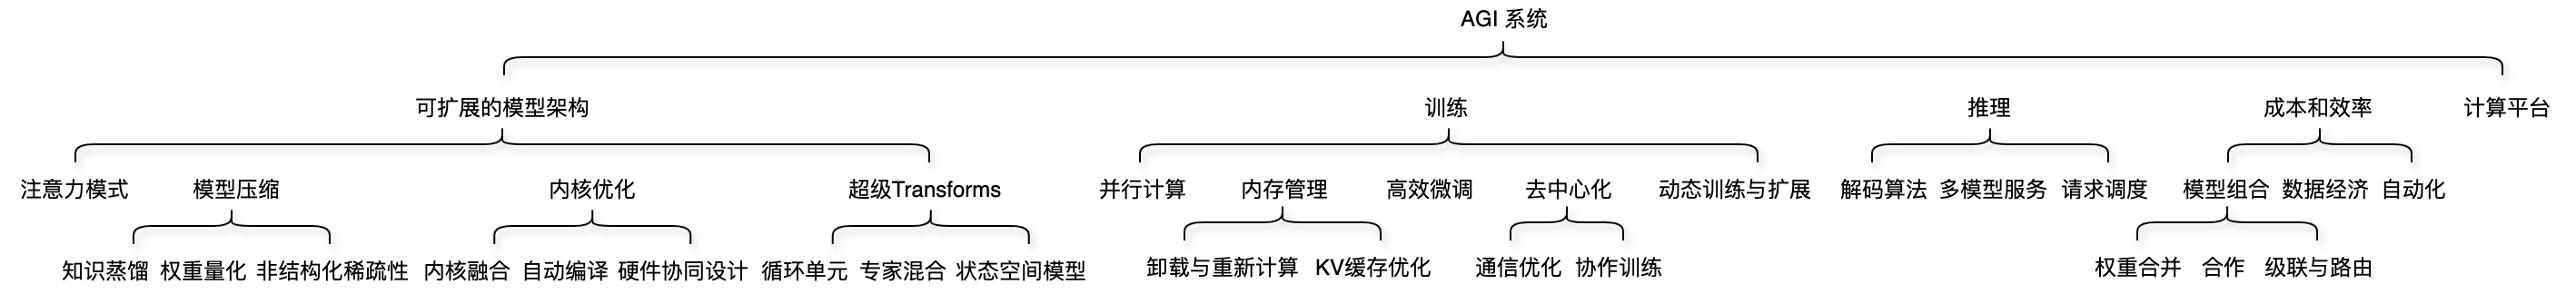 AGI 系统
可扩展的模型架构 训练 推理 成本和效率 计算平台
注意力模式 模型压缩 内核优化 超级Transforms 并行计算 内存管理 高效微调 去中心化 动态训练与扩展 解码算法 多模型服务 请求调度 模型组合 数据经济 自动化
知识蒸馏 权重量化 非结构化稀疏性 内核融合 自动编译 硬件协同设计 循环单元 专家混合 状态空间模型 卸载与重新计算 KV缓存优化 通信优化 协作训练 权重合并 合作 级联与路由